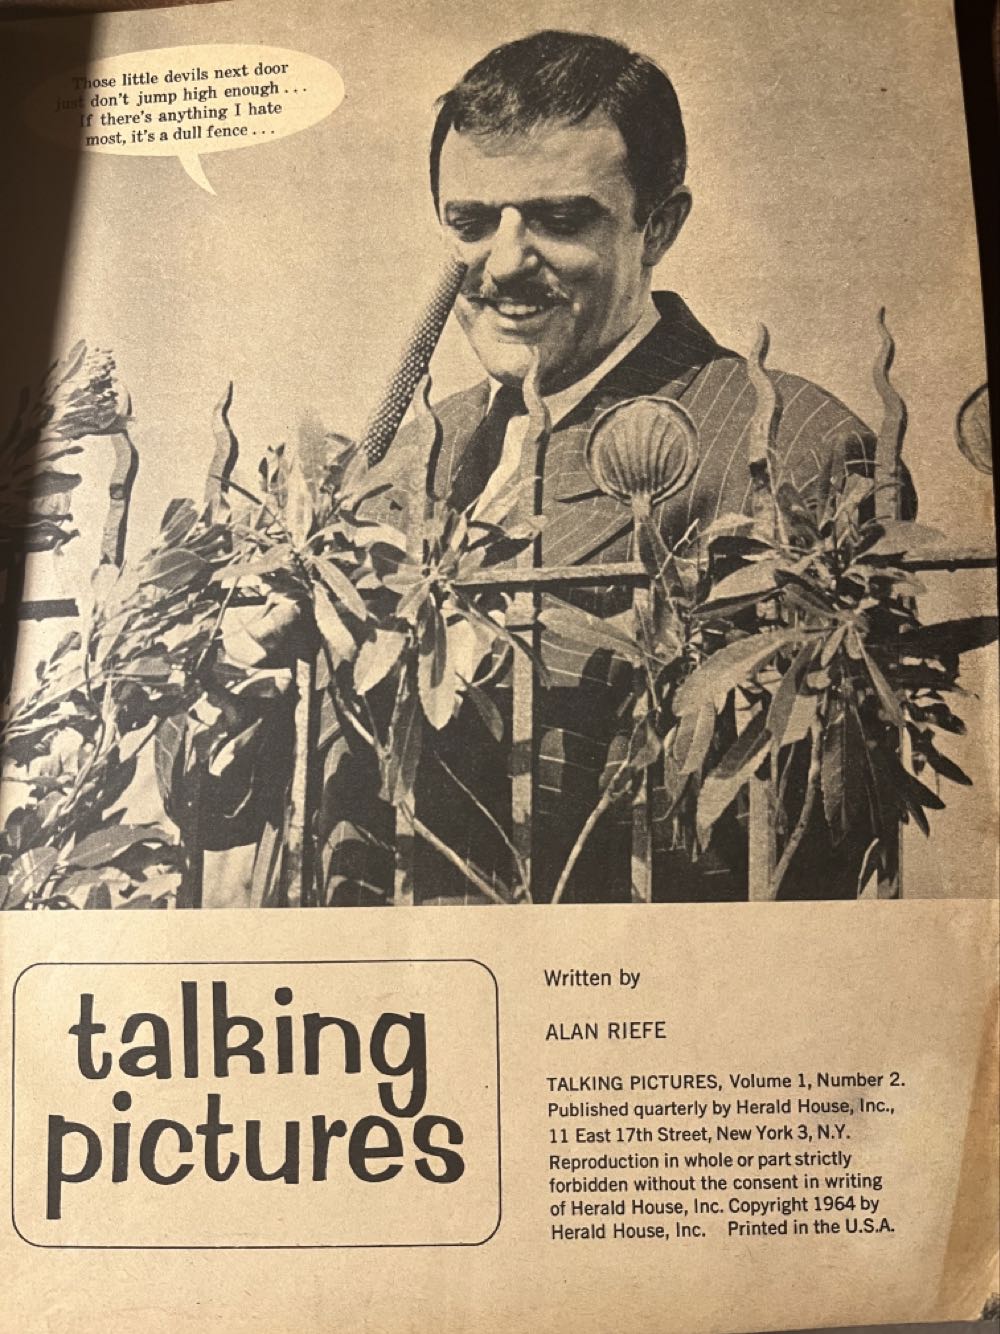 Those little devils next door
just don't jump high enough . . .
If there's anything I hate
most, it's a dull fence . . .
talking
pictures
Written by
ALAN RIEFE
TALKING PICTURES, Volume 1, Number 2.
Published quarterly by Herald House, Inc.,
11 East 17th Street, New York 3, N.Y.
Reproduction in whole or part strictly
forbidden without the consent in writing
of Herald House, Inc. Copyright 1964 by
Herald House, Inc. Printed in the U.S.A.